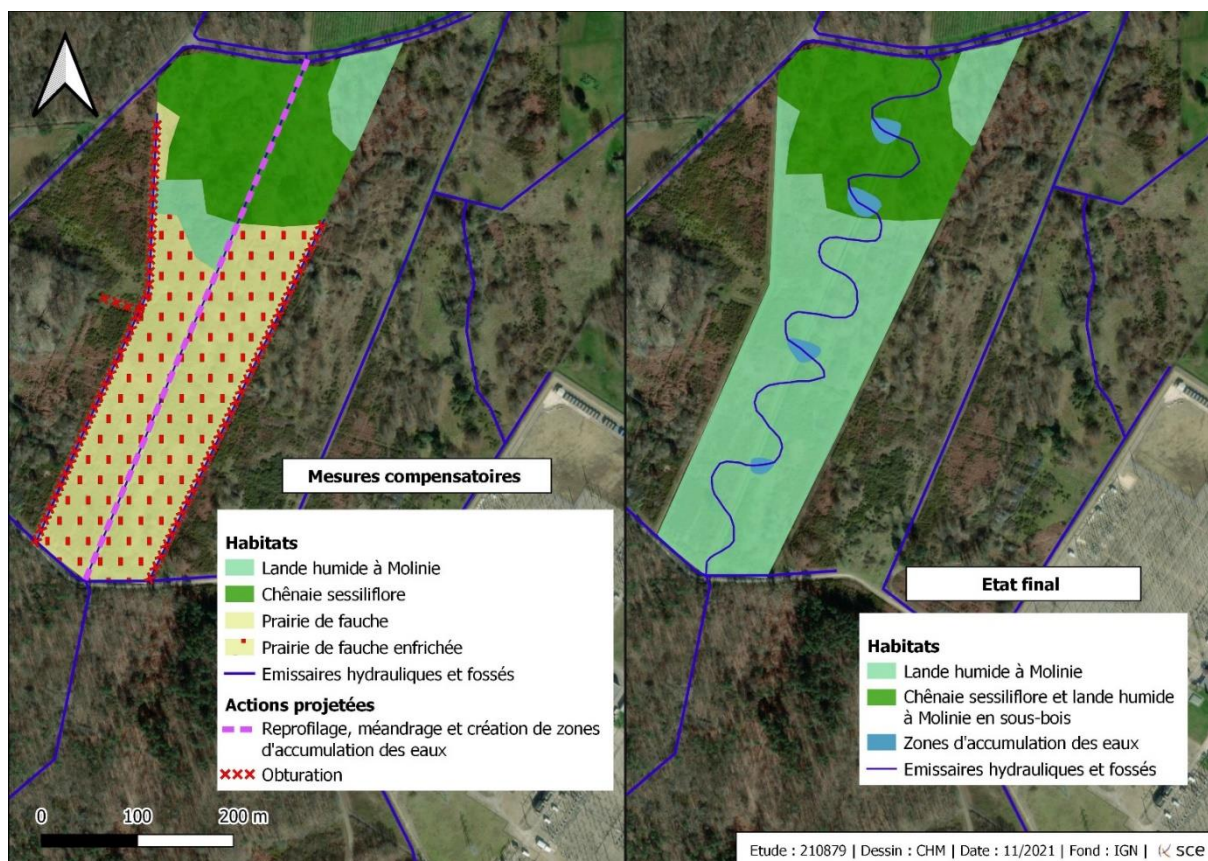 Mesures compensatoires
Habitats
Lande humide à Molinie
Chênaie sessiliflore
Prairie de fauche
Prairie de fauche enfrichée
Emissaires hydrauliques et fossés
Actions projetées
Reprofilage, méandrage et création de zones
d'accumulation des eaux
Obturation
0 100 200 m
Etat final
Habitats
Lande humide à Molinie
Chênaie sessiliflore et lande humide
à Molinie en sous-bois
Zones d'accumulation des eaux
Emissaires hydrauliques et fossés
Etude : 210879 | Dessin : CHM | Date : 11/2021 | Fond : IGN | sce